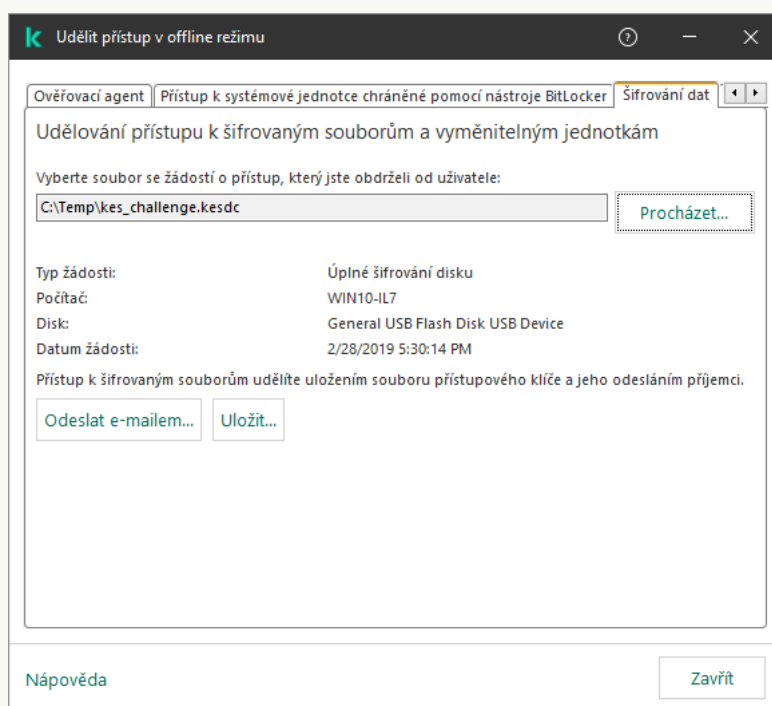 Udělit přístup v offline režimu
Ověřovací agent Přístup k systémové jednotce chráněné pomocí nástroje BitLocker Šifrování dat
Udělování přístupu k šifrovaným souborům a vyměnitelným jednotkám
Vyberte soubor se žádostí o přístup, který jste obdrželi od uživatele:
C:\Temp\kes_challenge.kesdc Procházet...
Typ žádosti: Úplné šifrování disku
Počítač: WIN10-IL7
Disk: General USB Flash Disk USB Device
Datum žádosti: 2/28/2019 5:30:14 PM
Přístup k šifrovaným souborům udělíte uložením souboru přístupového klíče a jeho odesláním příjemci.
Odeslat e-mailem... Uložit...
Nápověda Zavřít